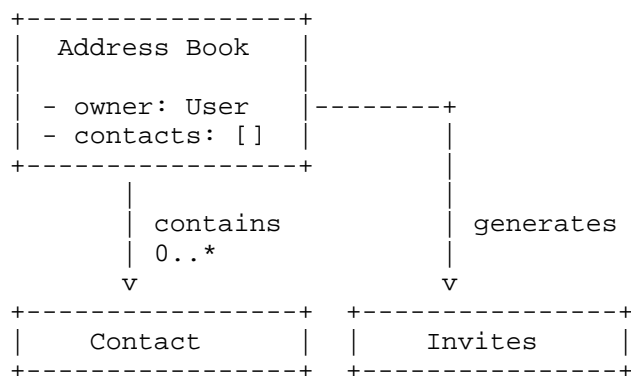 Address Book
- owner: User
- contacts: []
contains
generates
0..*
Contact
Invites